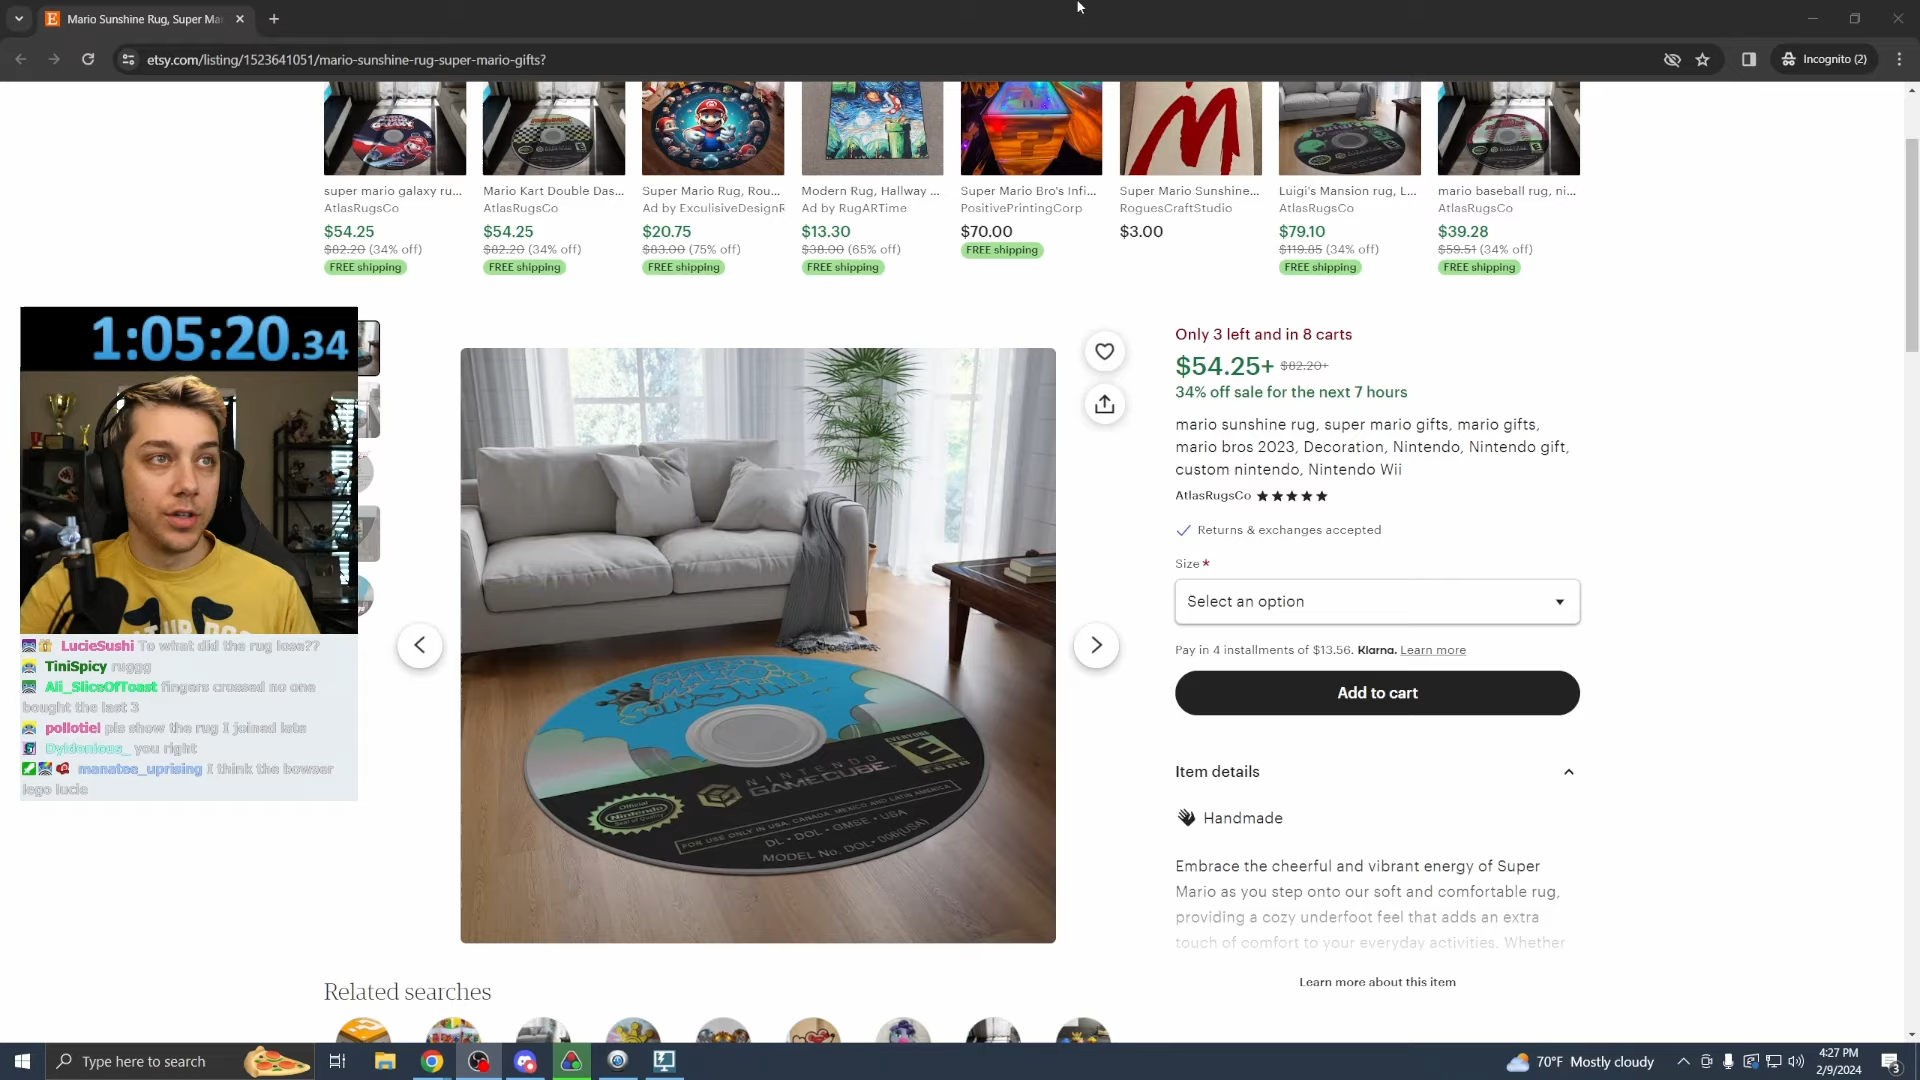 Mario Sunshine Rug, Super Ma
etsy.com/listing/1523641051/mario-sunshine-rug-super-mario-gifts?
Incognito (2)
super mario galaxy ru...
AtlasRugsCo
$54.25
$82.20 (34% off)
FREE shipping
Mario Kart Double Das...
AtlasRugsCo
$54.25
$82.20 (34% off)
FREE shipping
Super Mario Rug, Rou...
Ad by ExculisiveDesignR
$20.75
$83.00 (75% off)
FREE shipping
Modern Rug, Hallway ...
Ad by RugARTime
$13.30
$38.00 (65% off)
FREE shipping
Super Mario Bro's Infi...
PositivePrintingCorp
$70.00
FREE shipping
Super Mario Sunshine...
RoguesCraftStudio
$3.00
Luigi's Mansion rug, L...
AtlasRugsCo
$79.10
$119.85 (34% off)
FREE shipping
mario baseball rug, ni...
AtlasRugsCo
$39.28
$59.51 (34% off)
FREE shipping
1:05:20.34
LucieSushi To what did the rug lose??
TiniSpicy ruggg
Ali_SliceOfToast fingers crossed no one
bought the last 3
pollotiel pls show the rug I joined late
Dyldonious_ you right
manatee_uprising I think the bowser
lego lucie
SUPER MARIO
SUNSHINE
NINTENDO
GAMECUBE
EVERYONE
E
ESRB
Official
Nintendo
Seal of Quality
FOR USE ONLY IN USA, CANADA, MEXICO AND LATIN AMERICA
DL • DOL • GMSE • USA
MODEL No. DOL-006(USA)
Only 3 left and in 8 carts
$54.25+ $82.20+
34% off sale for the next 7 hours
mario sunshine rug, super mario gifts, mario gifts,
mario bros 2023, Decoration, Nintendo, Nintendo gift,
custom nintendo, Nintendo Wii
AtlasRugsCo ★★★★★
Returns & exchanges accepted
Size *
Select an option
Pay in 4 installments of $13.56. Klarna. Learn more
Add to cart
Item details
Handmade
Embrace the cheerful and vibrant energy of Super
Mario as you step onto our soft and comfortable rug,
providing a cozy underfoot feel that adds an extra
touch of comfort to your everyday activities. Whether
Learn more about this item
Related searches
Type here to search
70°F Mostly cloudy
4:27 PM
2/9/2024
3